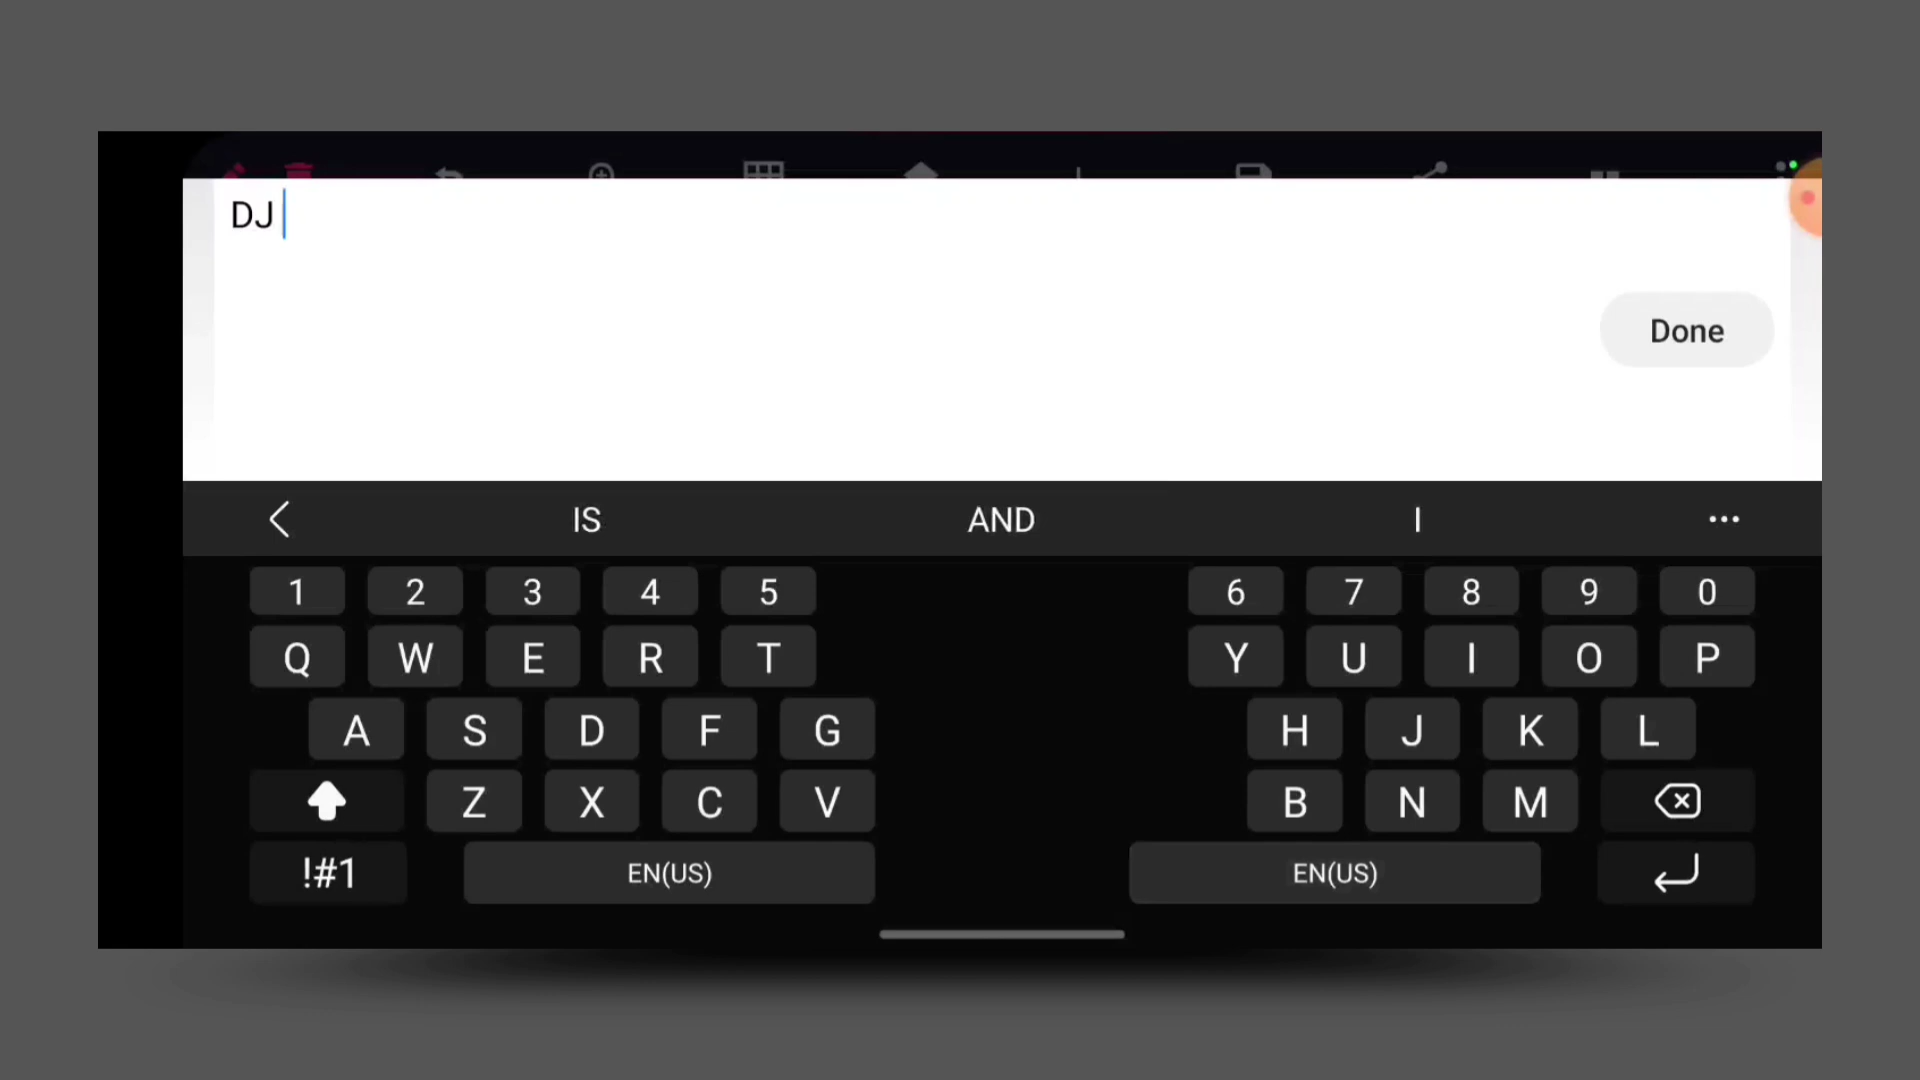 DJ
Done
IS AND I
1 2 3 4 5 6 7 8 9 0
Q W E R T Y U I O P
A S D F G H J K L
Z X C V B N M
!#1 EN(US) EN(US)